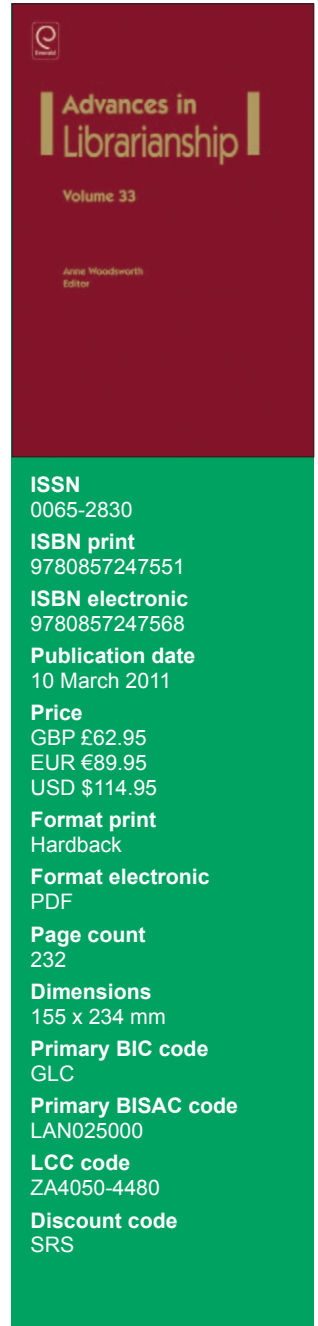 Emerald
Advances in
Librarianship
Volume 33
Anne Woodsworth
Editor
ISSN
0065-2830
ISBN print
9780857247551
ISBN electronic
9780857247568
Publication date
10 March 2011
Price
GBP £62.95
EUR €89.95
USD $114.95
Format print
Hardback
Format electronic
PDF
Page count
232
Dimensions
155 x 234 mm
Primary BIC code
GLC
Primary BISAC code
LAN025000
LCC code
ZA4050-4480
Discount code
SRS